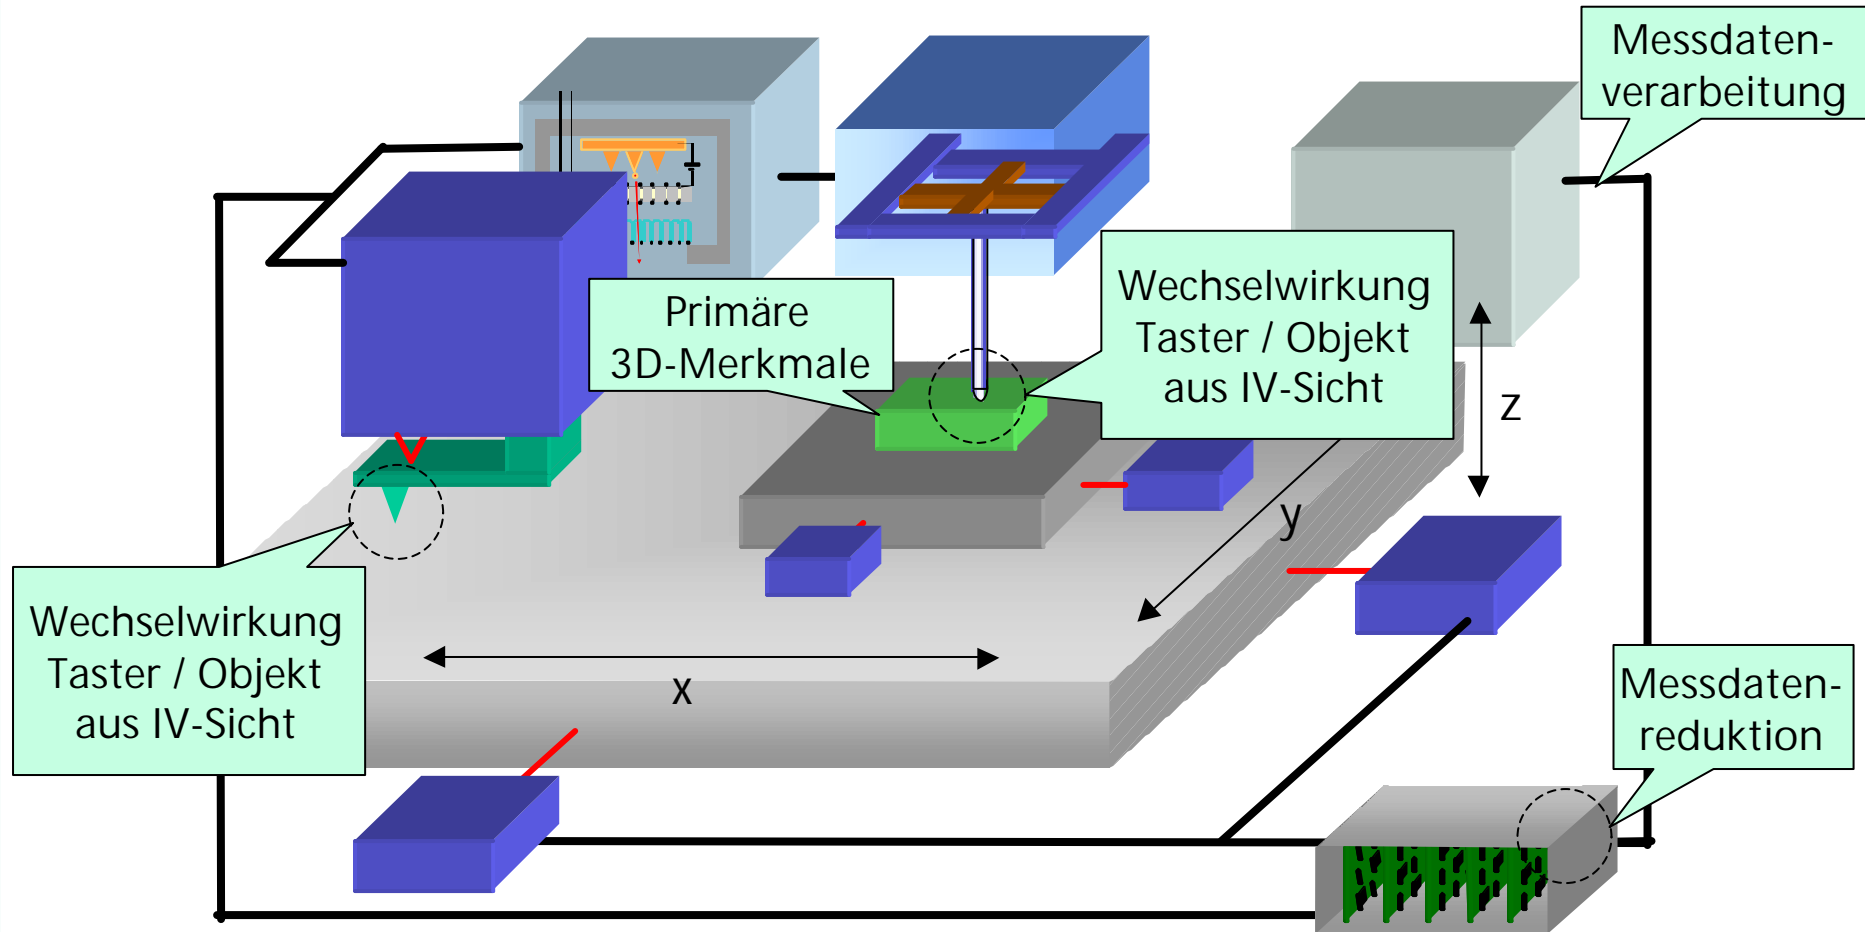 Messdaten-
verarbeitung
Primäre
3D-Merkmale
Wechselwirkung
Taster / Objekt
aus IV-Sicht
z
y
x
Wechselwirkung
Taster / Objekt
aus IV-Sicht
Messdaten-
reduktion